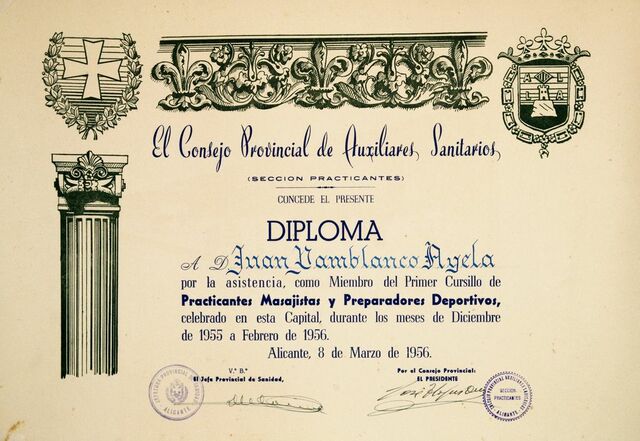 El Consejo Provincial de Auxiliares Sanitarios
(SECCION PRACTICANTES)
CONCEDE EL PRESENTE
DIPLOMA
A D. Juan Vamblanco Ayela
por la asistencia, como Miembro del Primer Cursillo de
Practicantes Masajistas y Preparadores Deportivos,
celebrado en esta Capital, durante los meses de Diciembre
de 1955 a Febrero de 1956.
Alicante, 8 de Marzo de 1956.
V.º B.º
El Jefe Provincial de Sanidad,
Por el Consejo Provincial:
EL PRESIDENTE
ALICANTE
SECCION
PRACTICANTES
ALICANTE